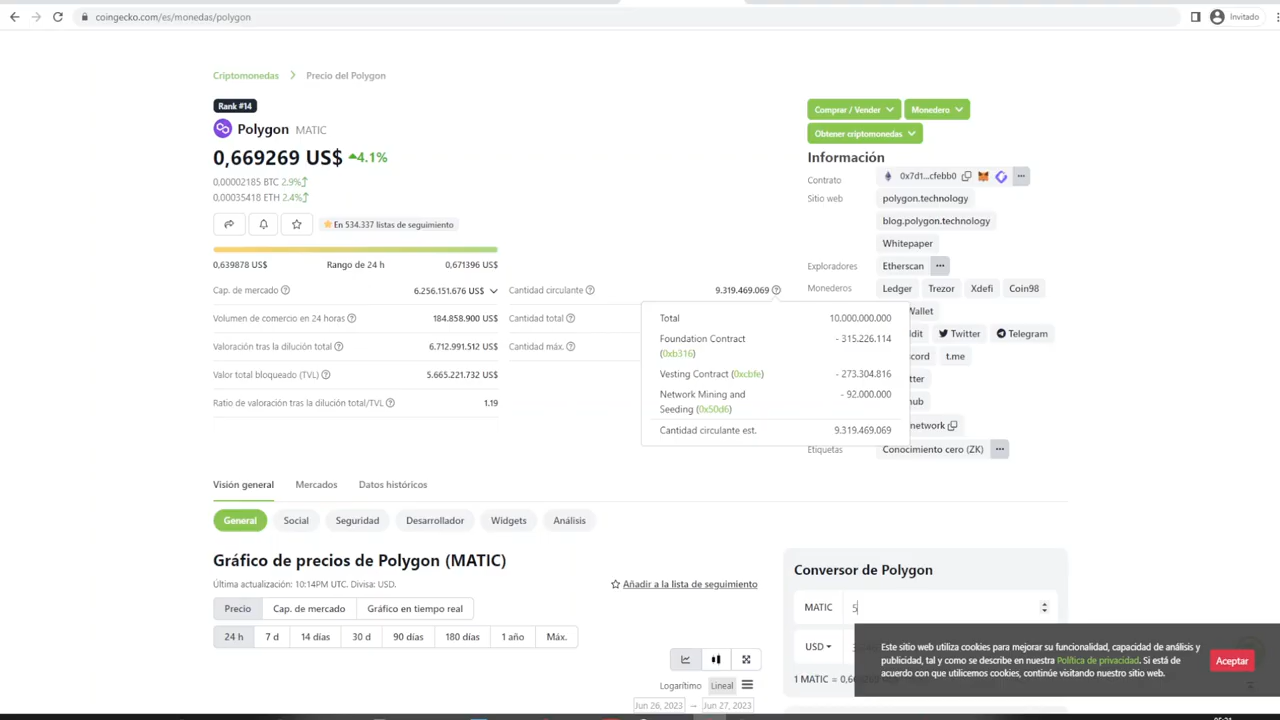 coingecko.com/es/monedas/polygon
Invitado
Criptomonedas > Precio del Polygon
Rank #14
Polygon MATIC
0,669269 US$ 4.1%
0,00002185 BTC 2.9%
0,00035418 ETH 2.4%
En 534.337 listas de seguimiento
0,639878 US$ Rango de 24 h 0,671396 US$
Cap. de mercado 6.256.151.676 US$
Volumen de comercio en 24 horas 184.858.900 US$
Valoración tras la dilución total 6.712.991.512 US$
Valor total bloqueado (TVL) 5.665.221.732 US$
Ratio de valoración tras la dilución total/TVL 1.19
Cantidad circulante 9.319.469.069
Cantidad total
Cantidad máx.
Total 10.000.000.000
Foundation Contract - 315.226.114
(0xb316)
Vesting Contract (0xcbfe) - 273.304.816
Network Mining and - 92.000.000
Seeding (0x50d6)
Cantidad circulante est. 9.319.469.069
Comprar / Vender Monedero
Obtener criptomonedas
Información
Contrato 0x7d1...cfebb0 ...
Sitio web polygon.technology
blog.polygon.technology
Whitepaper
Exploradores Etherscan ...
Monederos Ledger Trezor Xdefi Coin98
Wallet
Twitter Telegram
t.me
network
Etiquetas Conocimiento cero (ZK) ...
Visión general Mercados Datos históricos
General Social Seguridad Desarrollador Widgets Análisis
Gráfico de precios de Polygon (MATIC)
Última actualización: 10:14PM UTC. Divisa: USD.
Añadir a la lista de seguimiento
Precio Cap. de mercado Gráfico en tiempo real
24 h 7 d 14 días 30 d 90 días 180 días 1 año Máx.
Logarítmo Lineal
Jun 26, 2023 → Jun 27, 2023
Conversor de Polygon
MATIC 5
USD
1 MATIC =
Este sitio web utiliza cookies para mejorar su funcionalidad, capacidad de análisis y
publicidad, tal y como se describe en nuestra Política de privacidad. Si está de
acuerdo con que utilicemos cookies, continúe visitando nuestro sitio web.
Aceptar